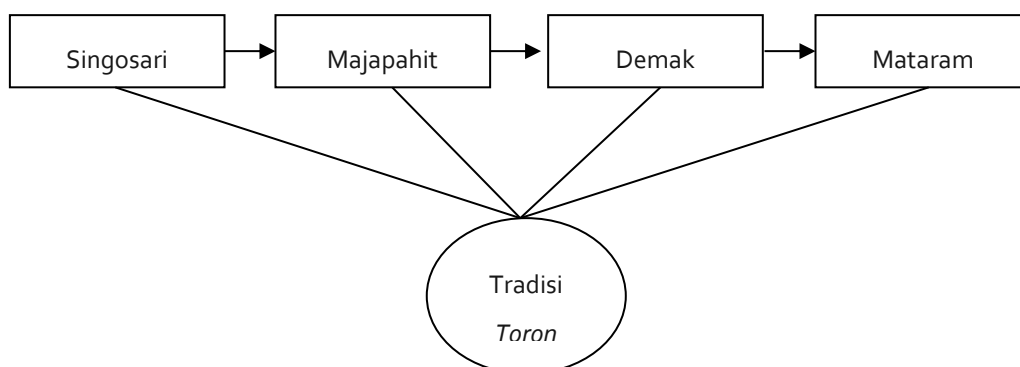 Singosari
Majapahit
Demak
Mataram
Tradisi
Toron